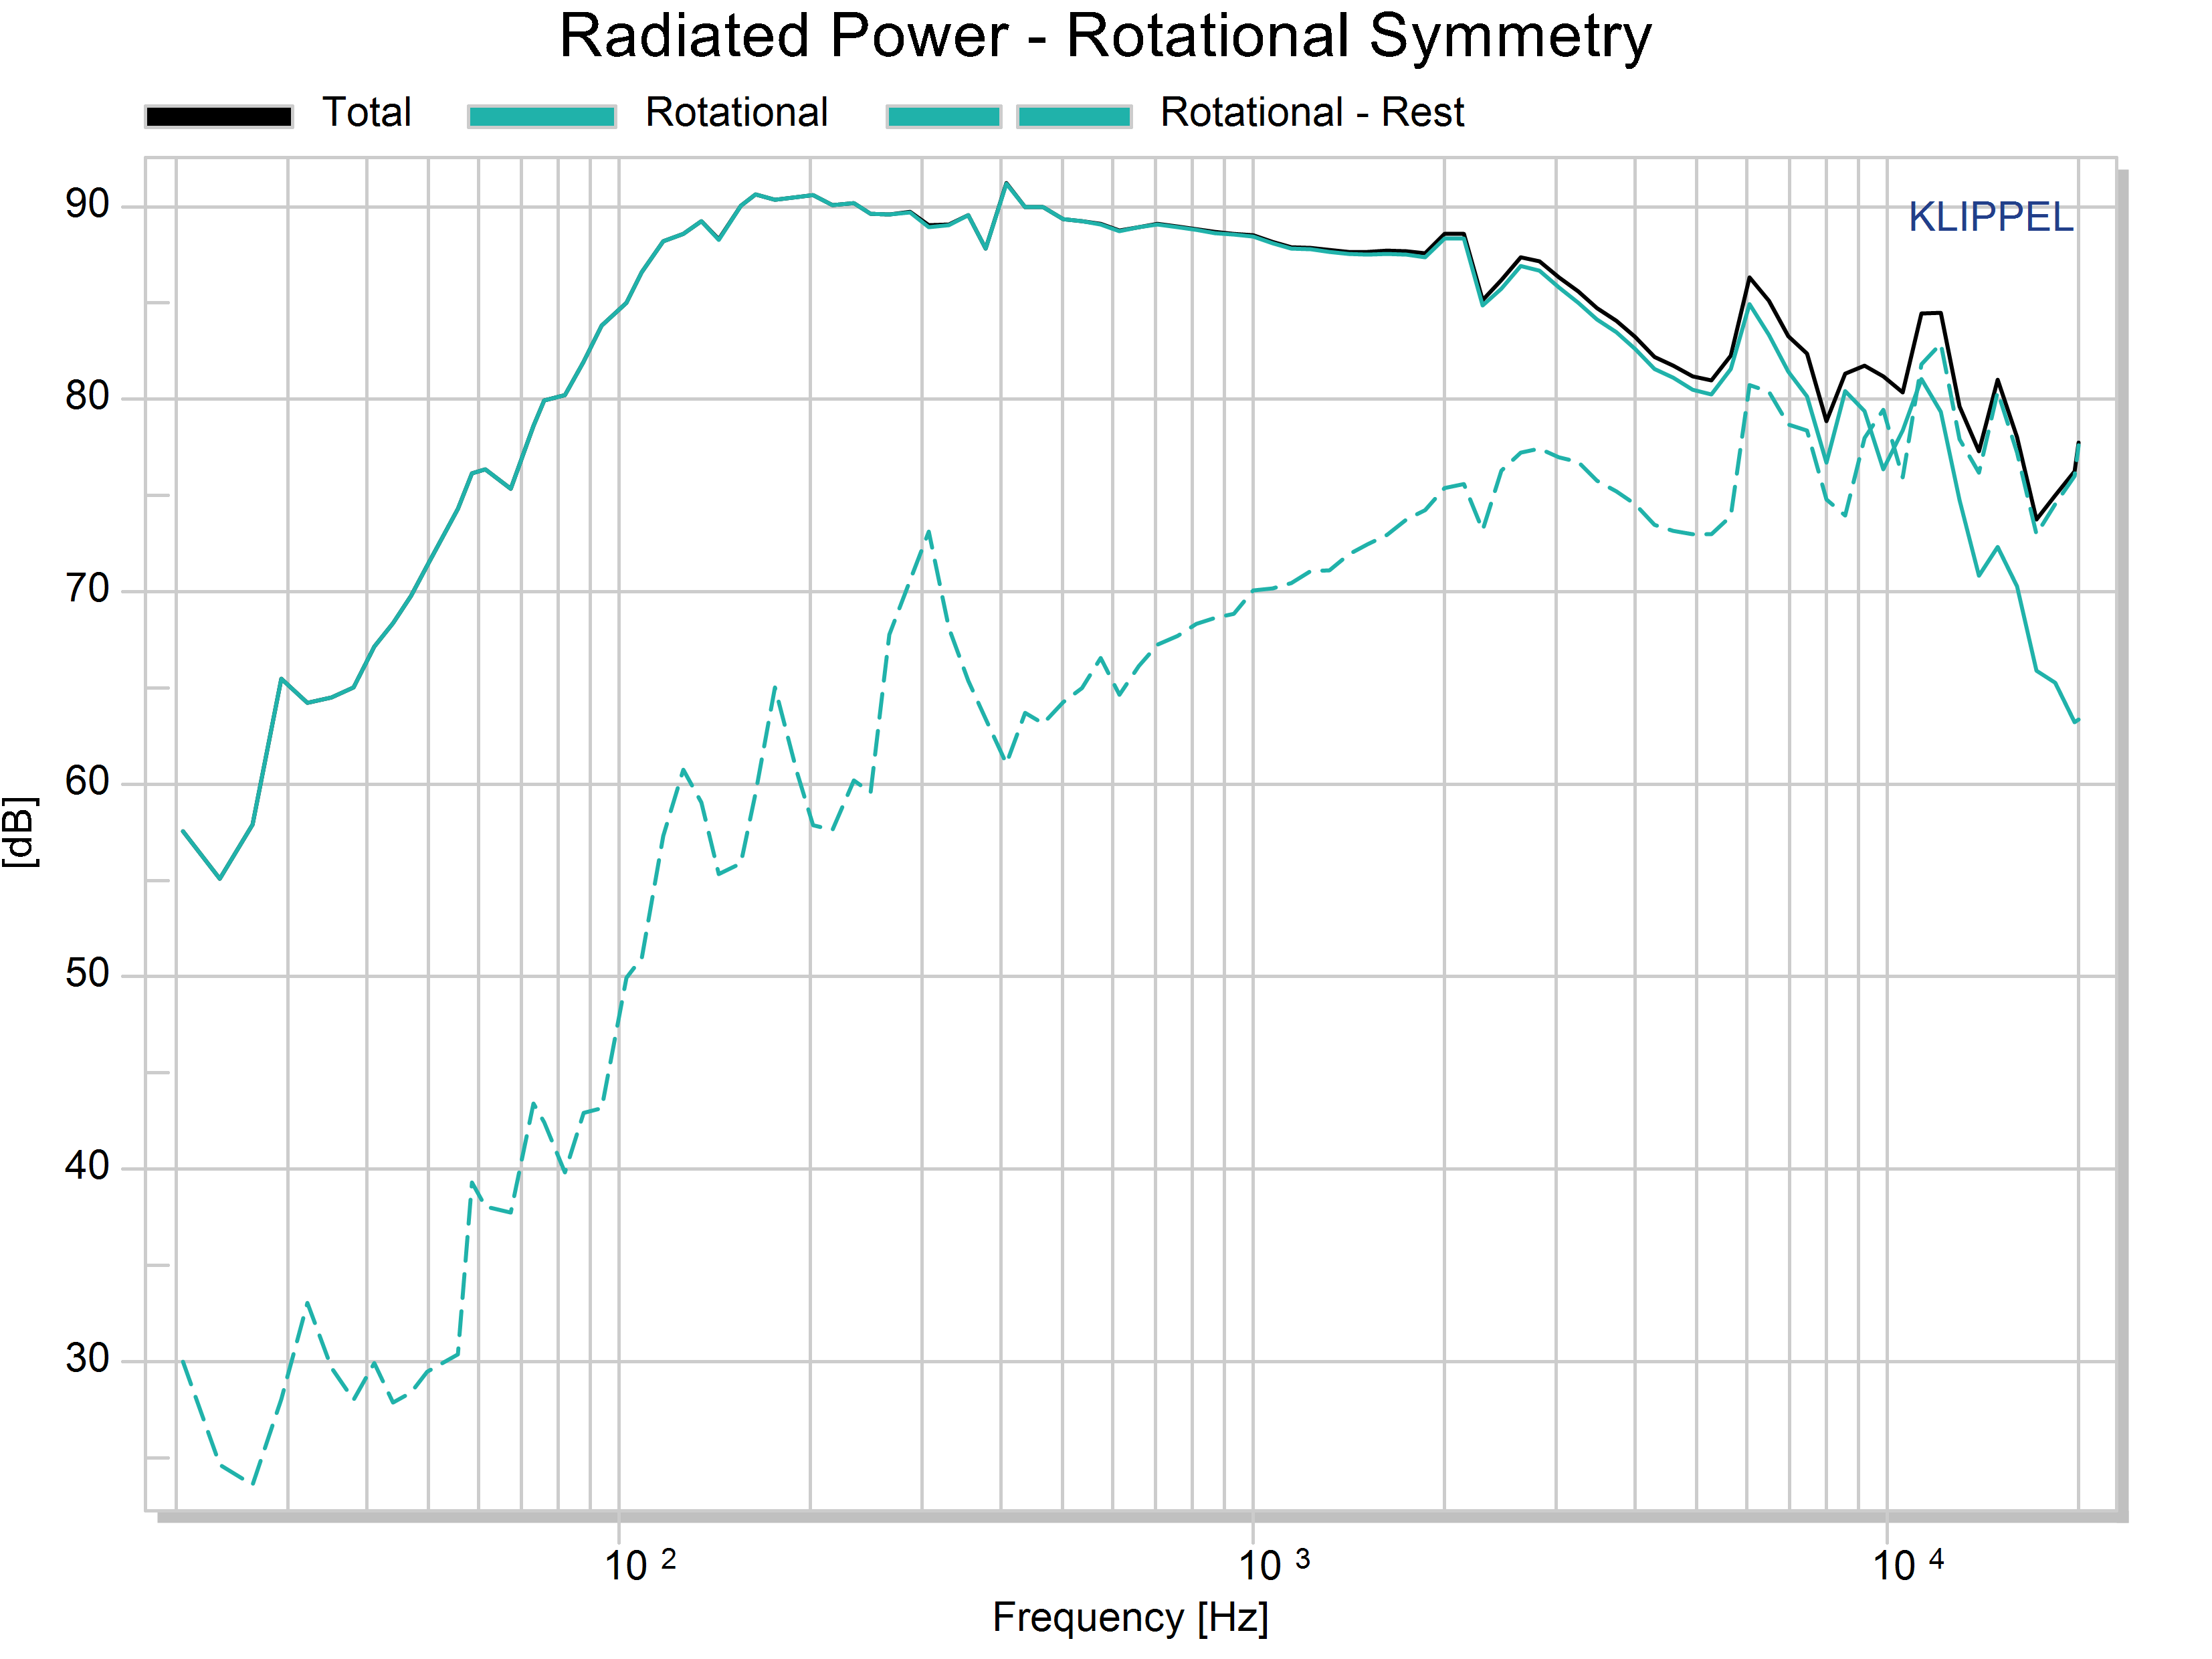 Radiated Power - Rotational Symmetry
Total Rotational Rotational - Rest
KLIPPEL
90
80
70
60
50
40
30
[dB]
10 2 10 3 10 4
Frequency [Hz]